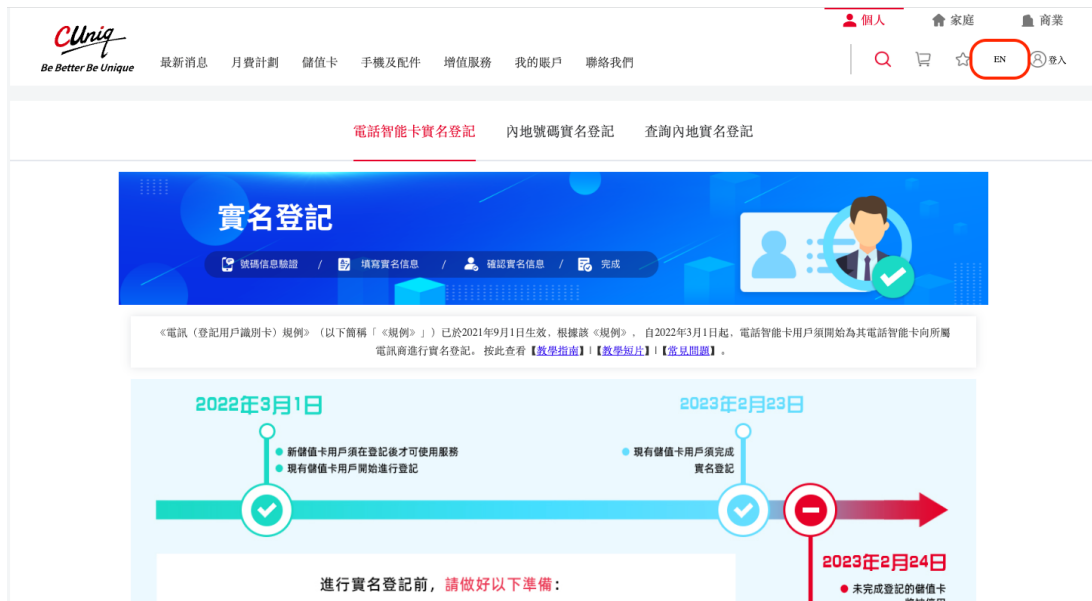 個人
家庭
商業
CUniq
Be Better Be Unique
最新消息 月費計劃 儲值卡 手機及配件 增值服務 我的賬戶 聯絡我們
EN 登入
電話智能卡實名登記 內地號碼實名登記 查詢內地實名登記
實名登記
號碼信息驗證 / 填寫實名信息 / 確認實名信息 / 完成
《電訊（登記用戶識別卡）規例》（以下簡稱「《規例》」）已於2021年9月1日生效，根據該《規例》，自2022年3月1日起，電話智能卡用戶須開始為其電話智能卡向所屬
電訊商進行實名登記。按此查看【教學指南】|【教學短片】|【常見問題】。
2022年3月1日
新儲值卡用戶須在登記後才可使用服務
現有儲值卡用戶開始進行登記
2023年2月23日
現有儲值卡用戶須完成
實名登記
2023年2月24日
未完成登記的儲值卡
進行實名登記前，請做好以下準備：